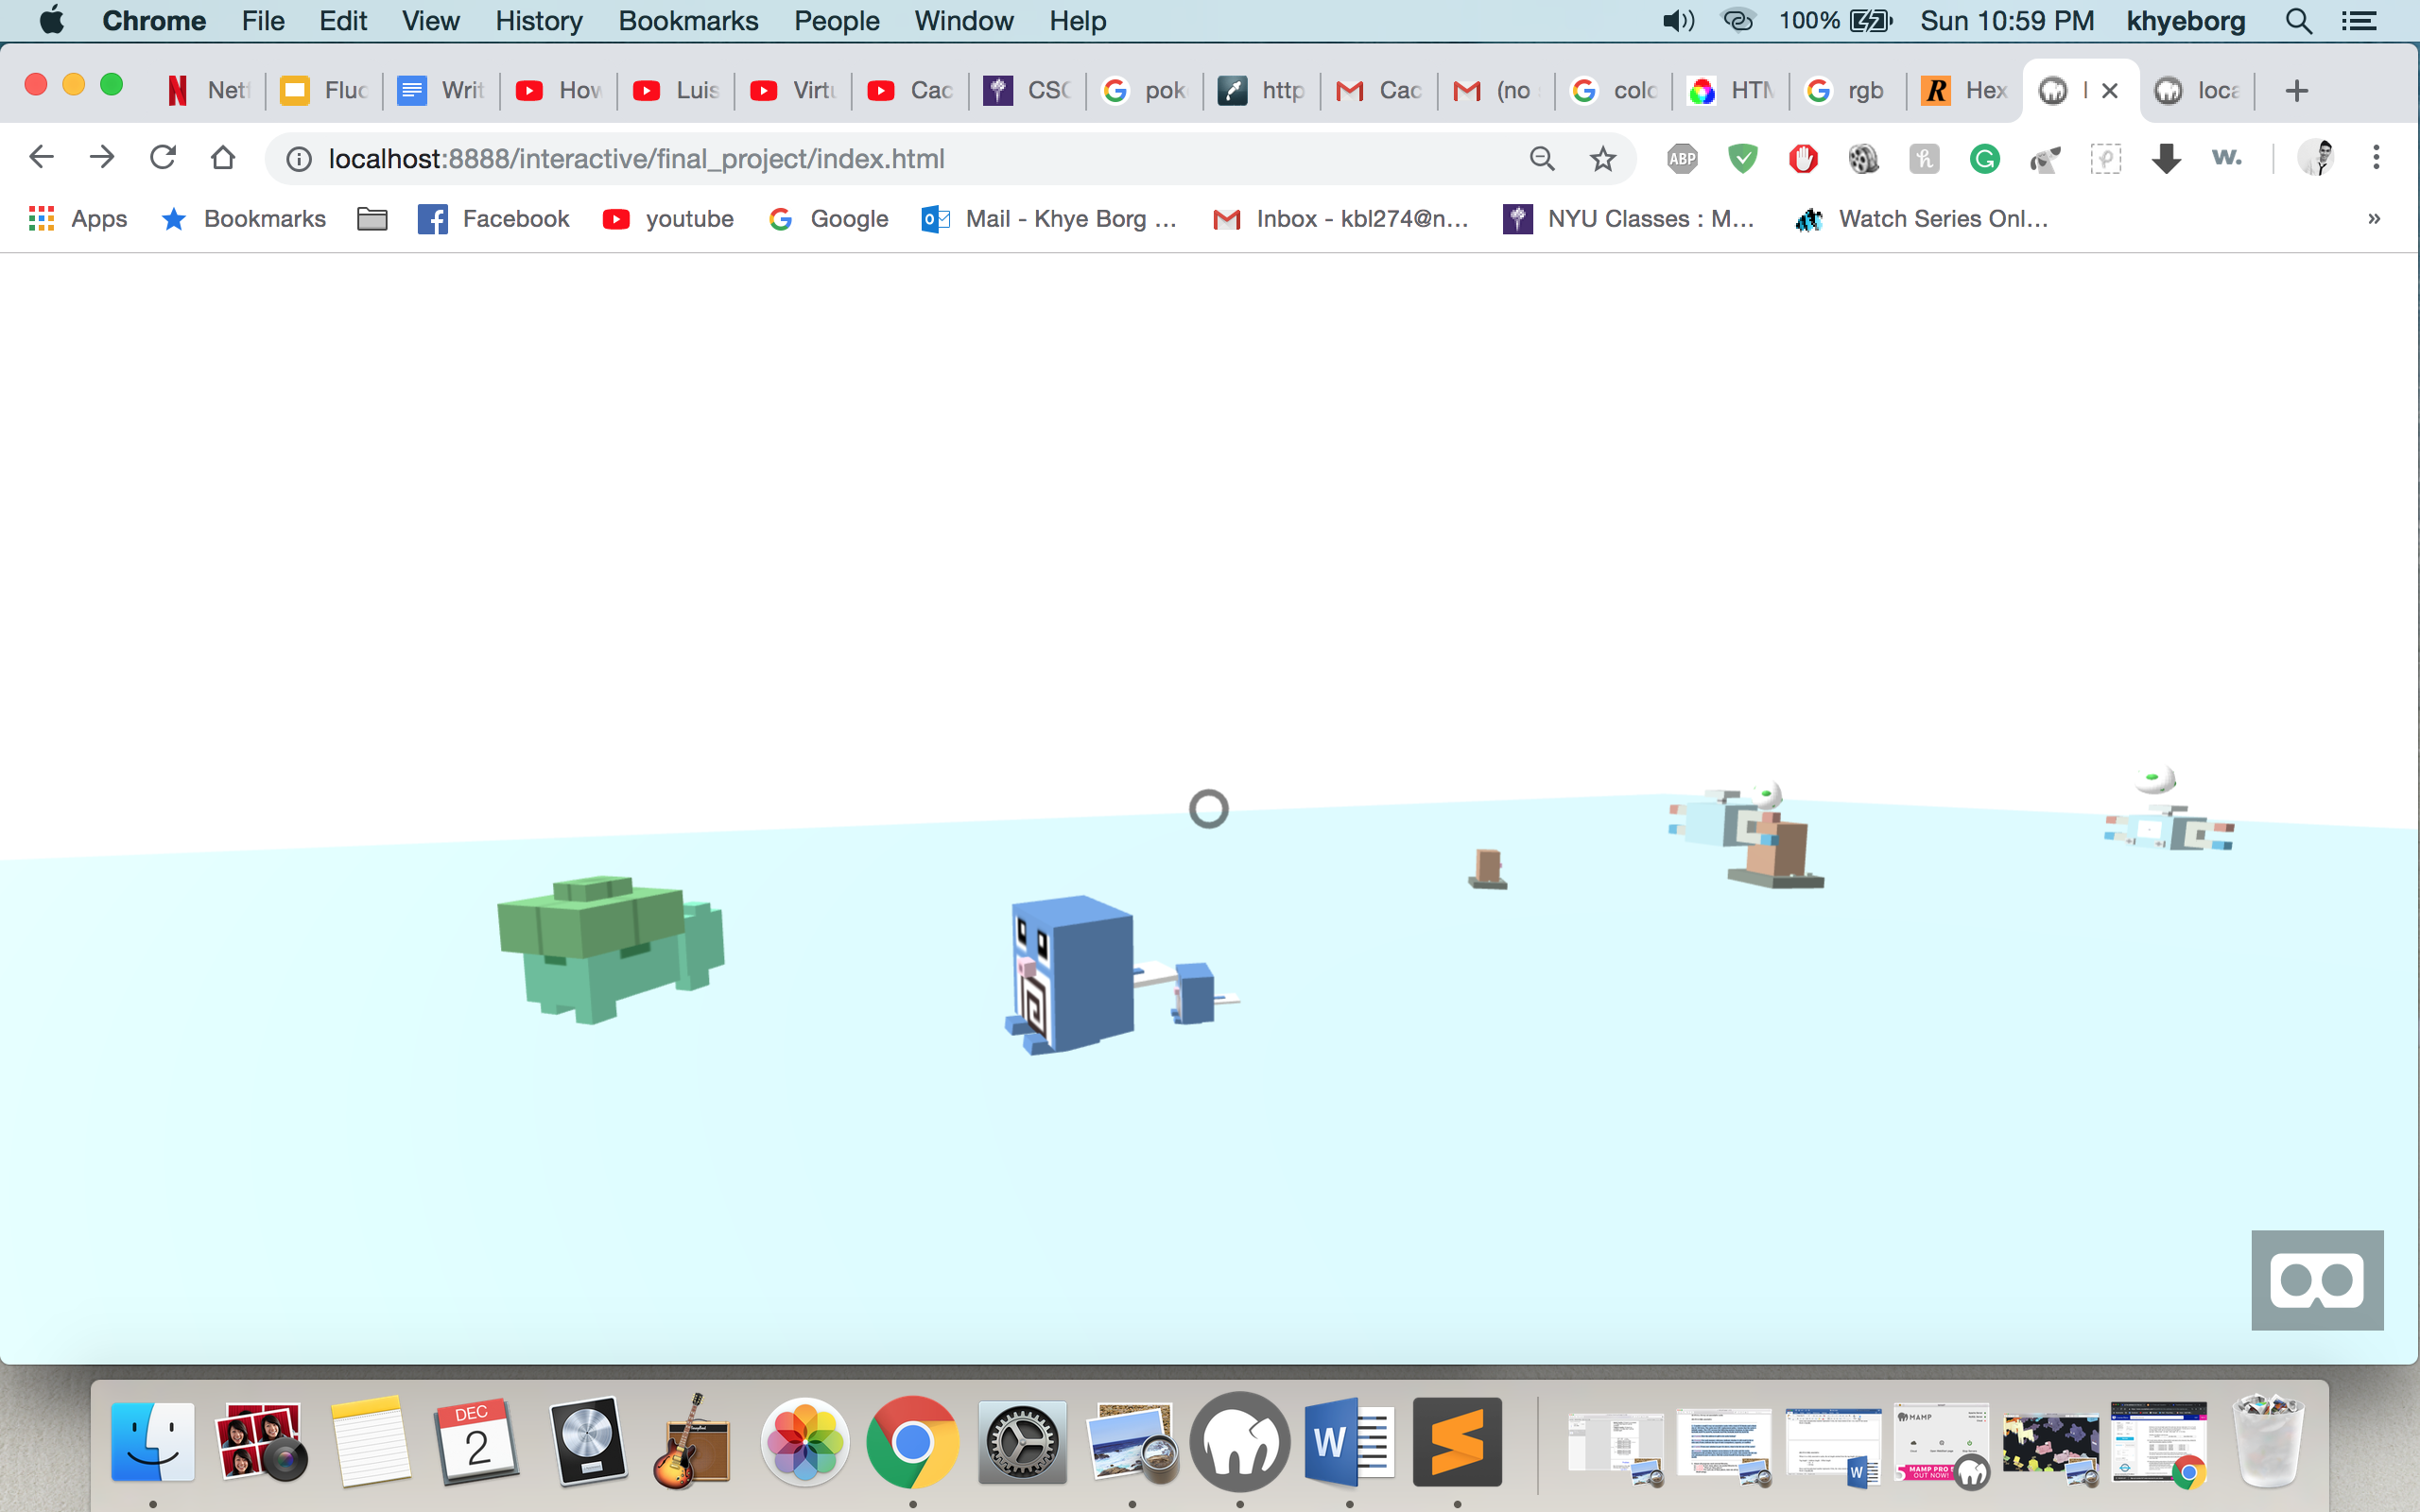 Chrome File Edit View History Bookmarks People Window Help 100% Sun 10:59 PM khyeborg
Net Fluc Writ How Luis Virtu Cac CSC pok http Cac (no colo HTM rgb Hex loca
localhost:8888/interactive/final_project/index.html ABP h G p w.
Apps Bookmarks Facebook youtube Google Mail - Khye Borg ... Inbox - kbl274@n... NYU Classes : M... Watch Series Onl... »
DEC
2
W
MAMP
OUT NOW!